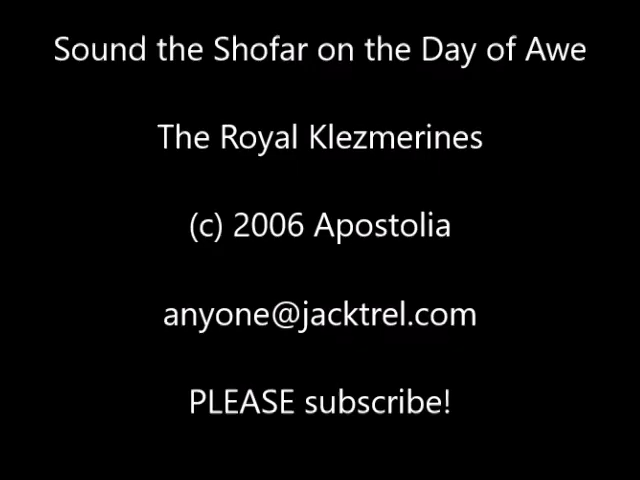 Sound the Shofar on the Day of Awe
The Royal Klezmerines
(c) 2006 Apostolia
anyone@jacktrel.com
PLEASE subscribe!